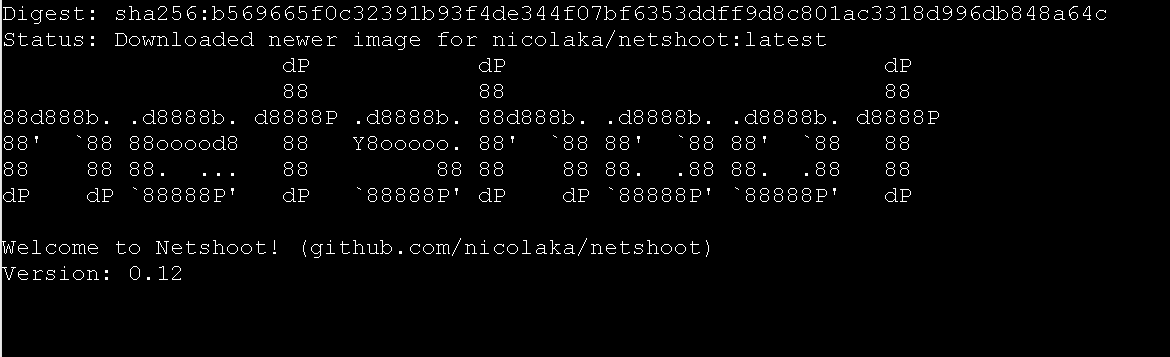 Digest: sha256:b569665f0c32391b93f4de344f07bf6353ddff9d8c801ac3318d996db848a64c
Status: Downloaded newer image for nicolaka/netshoot:latest
                    dP            dP                           dP
                    88            88                           88
88d888b. .d8888b. d8888P .d8888b. 88d888b. .d8888b. .d8888b. d8888P
88'  `88 88ooood8   88   Y8ooooo. 88'  `88 88'  `88 88'  `88   88
88    88 88.  ...   88         88 88    88 88.  .88 88.  .88   88
dP    dP `88888P'   dP   `88888P' dP    dP `88888P' `88888P'   dP
Welcome to Netshoot! (github.com/nicolaka/netshoot)
Version: 0.12